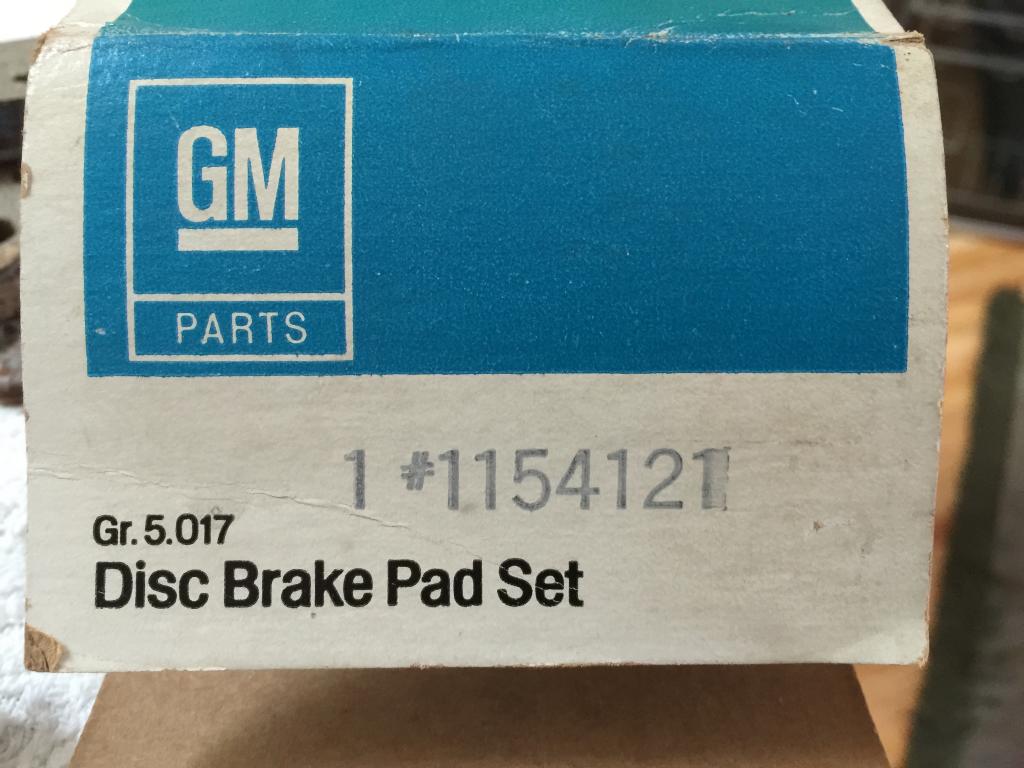 GM
PARTS
1 #1154121
Gr. 5.017
Disc Brake Pad Set